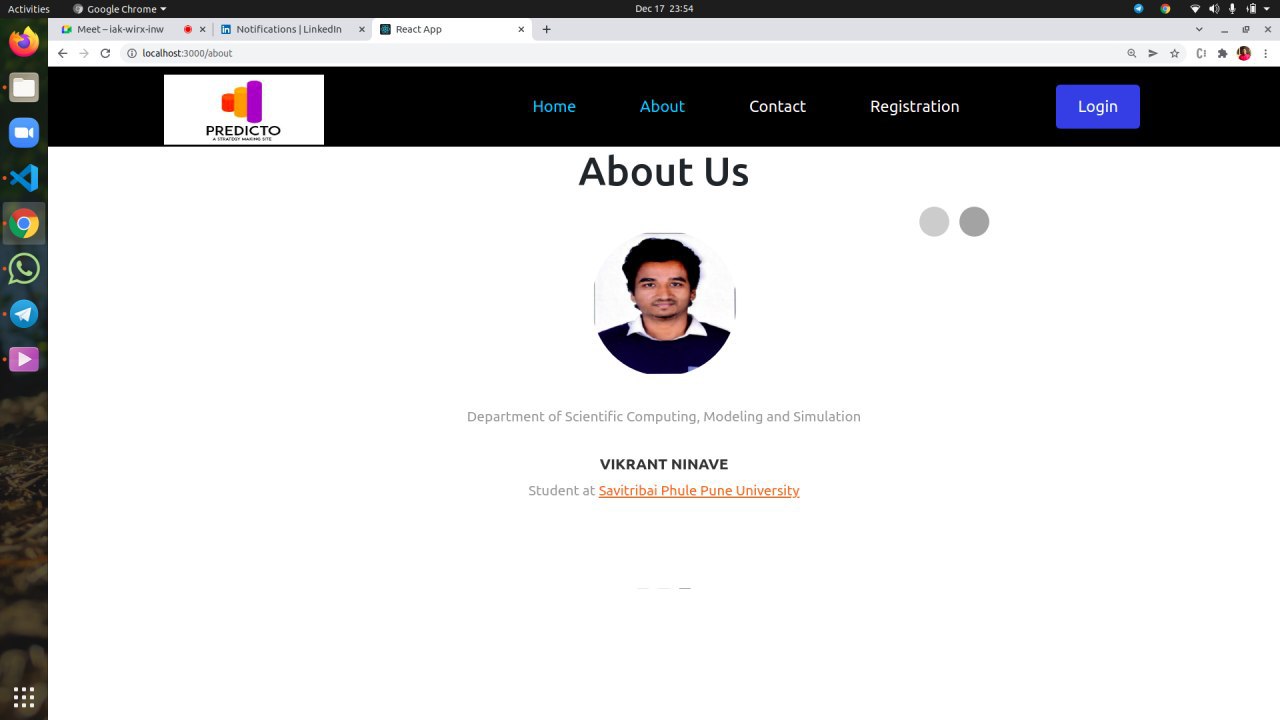 Activities
Google Chrome
Dec 17 23:54
Meet – iak-wirx-inw
Notifications | LinkedIn
React App
localhost:3000/about
PREDICTO
A STRATEGY MAKING SITE
Home
About
Contact
Registration
Login
About Us
Department of Scientific Computing, Modeling and Simulation
VIKRANT NINAVE
Student at Savitribai Phule Pune University